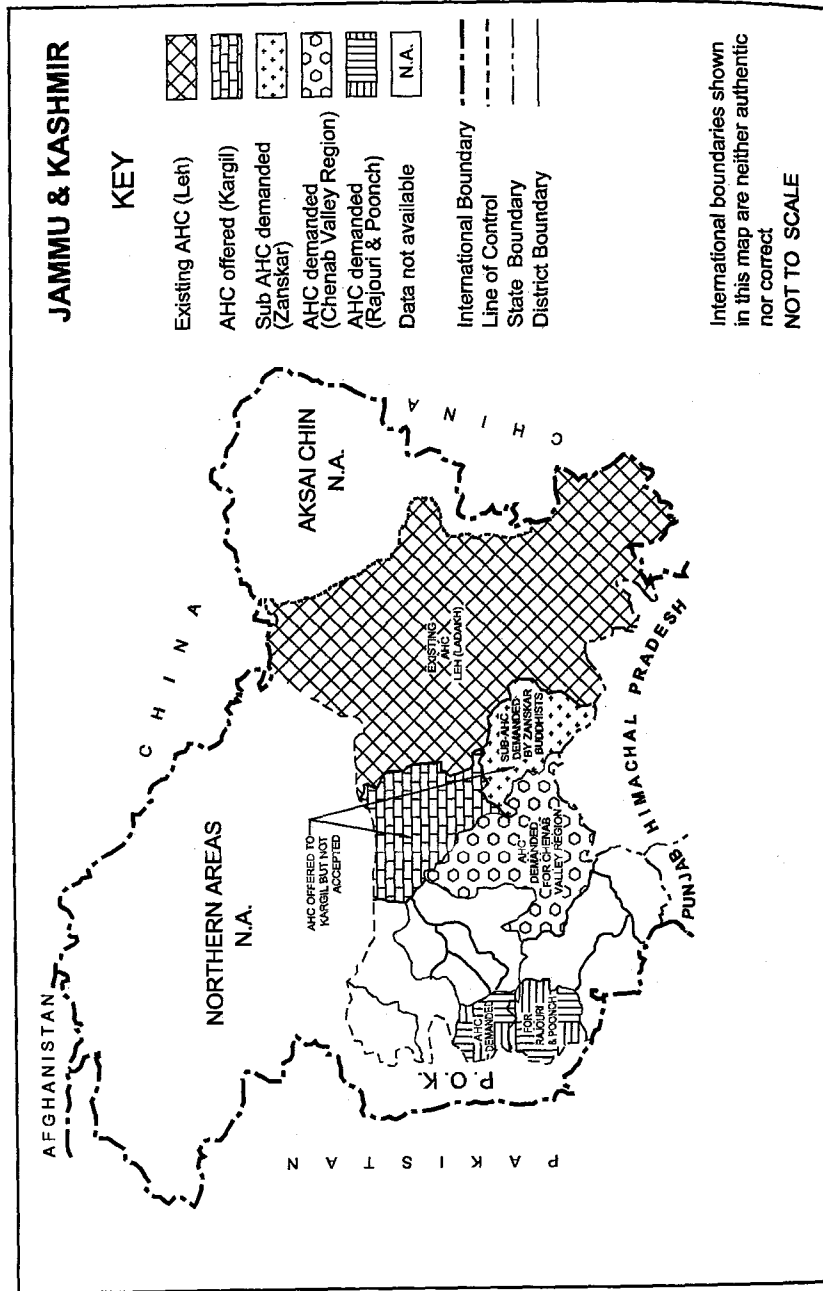 JAMMU & KASHMIR
KEY
Existing AHC (Leh)
AHC offered (Kargil)
Sub AHC demanded
(Zanskar)
AHC demanded
(Chenab Valley Region)
AHC demanded
(Rajouri & Poonch)
Data not available
N.A.
International Boundary
Line of Control
State Boundary
District Boundary
International boundaries shown
in this map are neither authentic
nor correct
NOT TO SCALE
AFGHANISTAN
CHINA
NORTHERN AREAS
N.A.
AKSAI CHIN
N.A.
CHINA
AHC OFFERED TO
KARGIL BUT NOT
ACCEPTED
EXISTING
AHC
LEH (LADAKH)
SUB-AHC
DEMANDED
BY ZANSKAR
BUDDHISTS
AHC
DEMANDED
FOR CHENAB
VALLEY REGION
AHC
DEMANDED
FOR
RAJOURI
& POONCH
P.O.K.
PAKISTAN
PUNJAB
HIMACHAL PRADESH